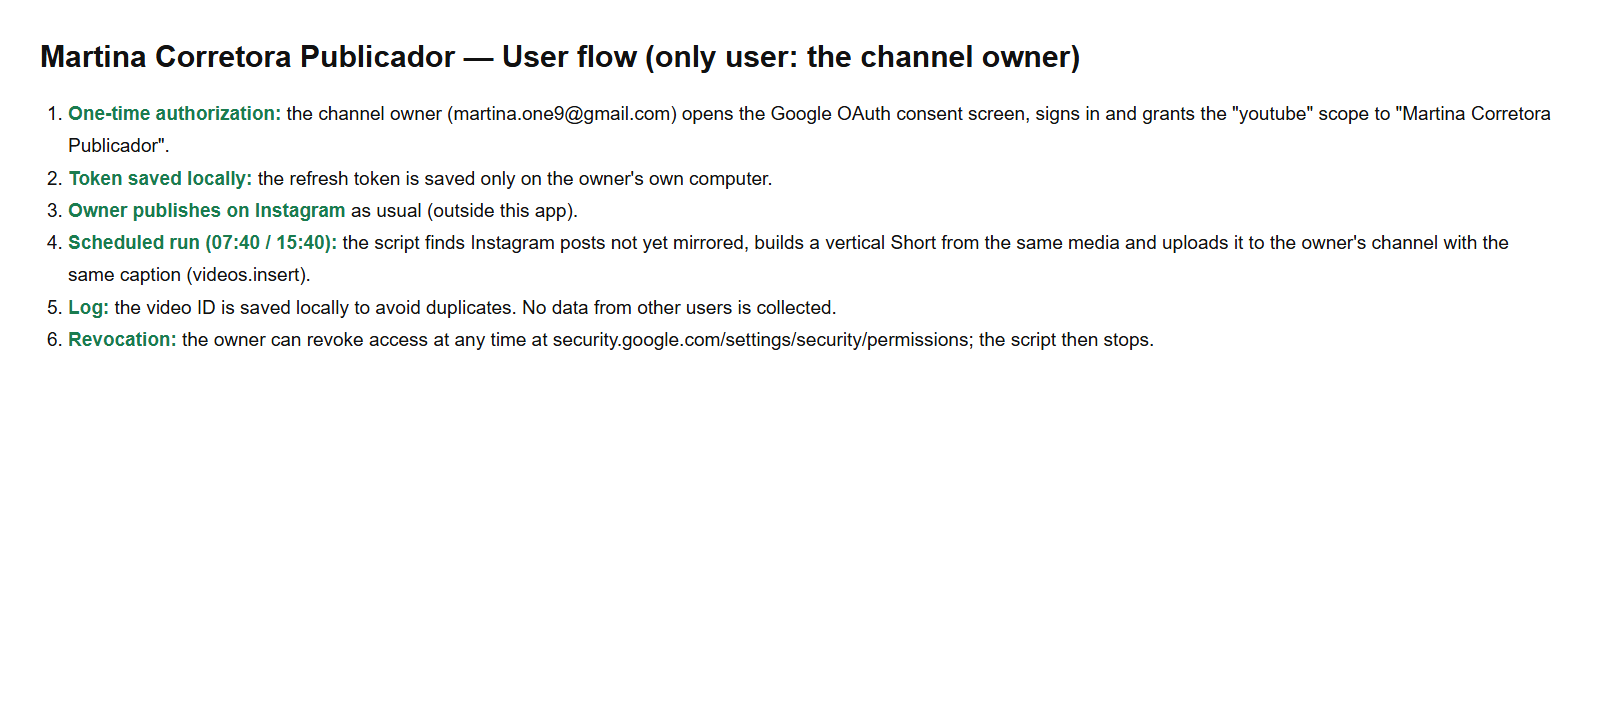 Martina Corretora Publicador — User flow (only user: the channel owner)
1. One-time authorization: the channel owner (martina.one9@gmail.com) opens the Google OAuth consent screen, signs in and grants the "youtube" scope to "Martina Corretora
Publicador".
2. Token saved locally: the refresh token is saved only on the owner's own computer.
3. Owner publishes on Instagram as usual (outside this app).
4. Scheduled run (07:40 / 15:40): the script finds Instagram posts not yet mirrored, builds a vertical Short from the same media and uploads it to the owner's channel with the
same caption (videos.insert).
5. Log: the video ID is saved locally to avoid duplicates. No data from other users is collected.
6. Revocation: the owner can revoke access at any time at security.google.com/settings/security/permissions; the script then stops.